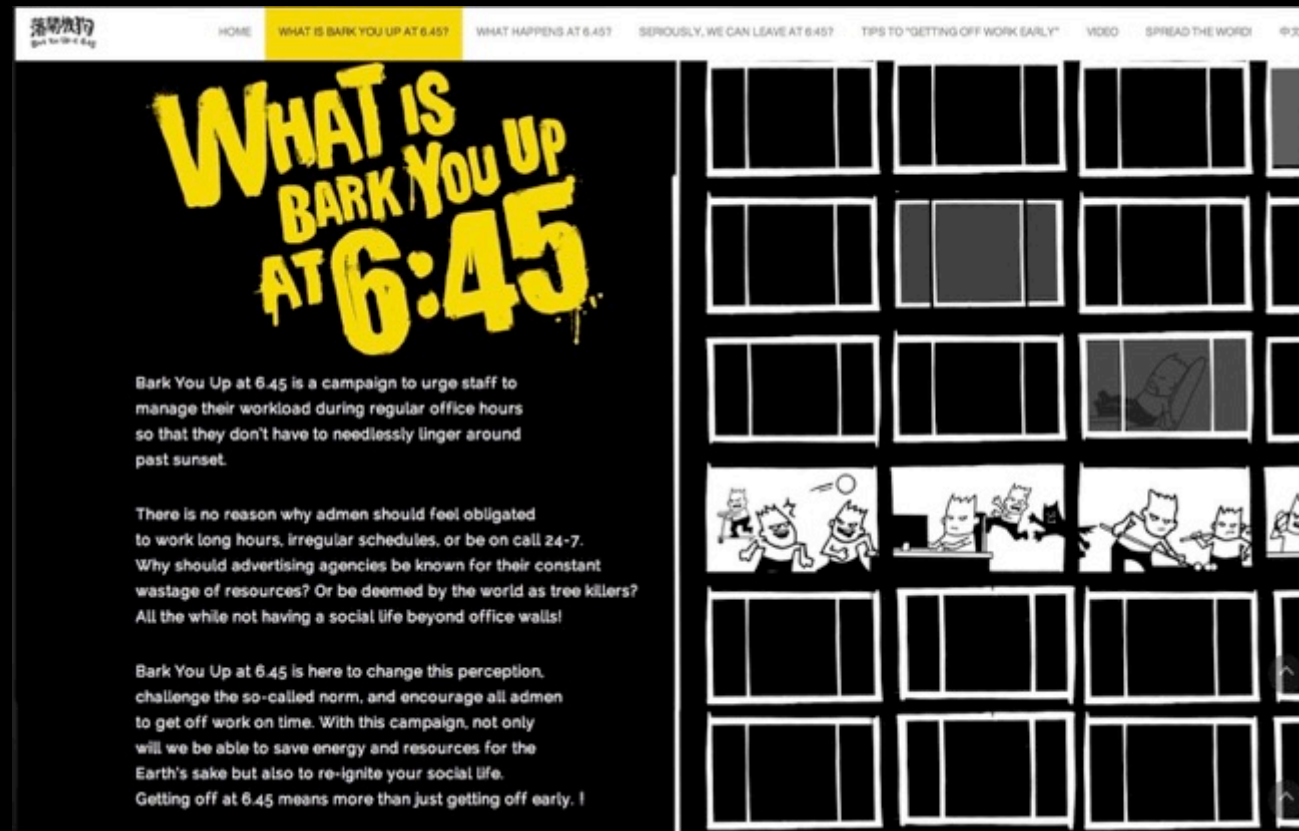 Bark You Up at 6.45
HOME
WHAT IS BARK YOU UP AT 6.45?
WHAT HAPPENS AT 6.45?
SERIOUSLY, WE CAN LEAVE AT 6:45?
TIPS TO "GETTING OFF WORK EARLY"
VIDEO
SPREAD THE WORD!
中文
WHAT IS
BARK YOU UP
AT 6:45
Bark You Up at 6.45 is a campaign to urge staff to
manage their workload during regular office hours
so that they don't have to needlessly linger around
past sunset.
There is no reason why admen should feel obligated
to work long hours, irregular schedules, or be on call 24-7.
Why should advertising agencies be known for their constant
wastage of resources? Or be deemed by the world as tree killers?
All the while not having a social life beyond office walls!
Bark You Up at 6.45 is here to change this perception,
challenge the so-called norm, and encourage all admen
to get off work on time. With this campaign, not only
will we be able to save energy and resources for the
Earth's sake but also to re-ignite your social life.
Getting off at 6.45 means more than just getting off early. !